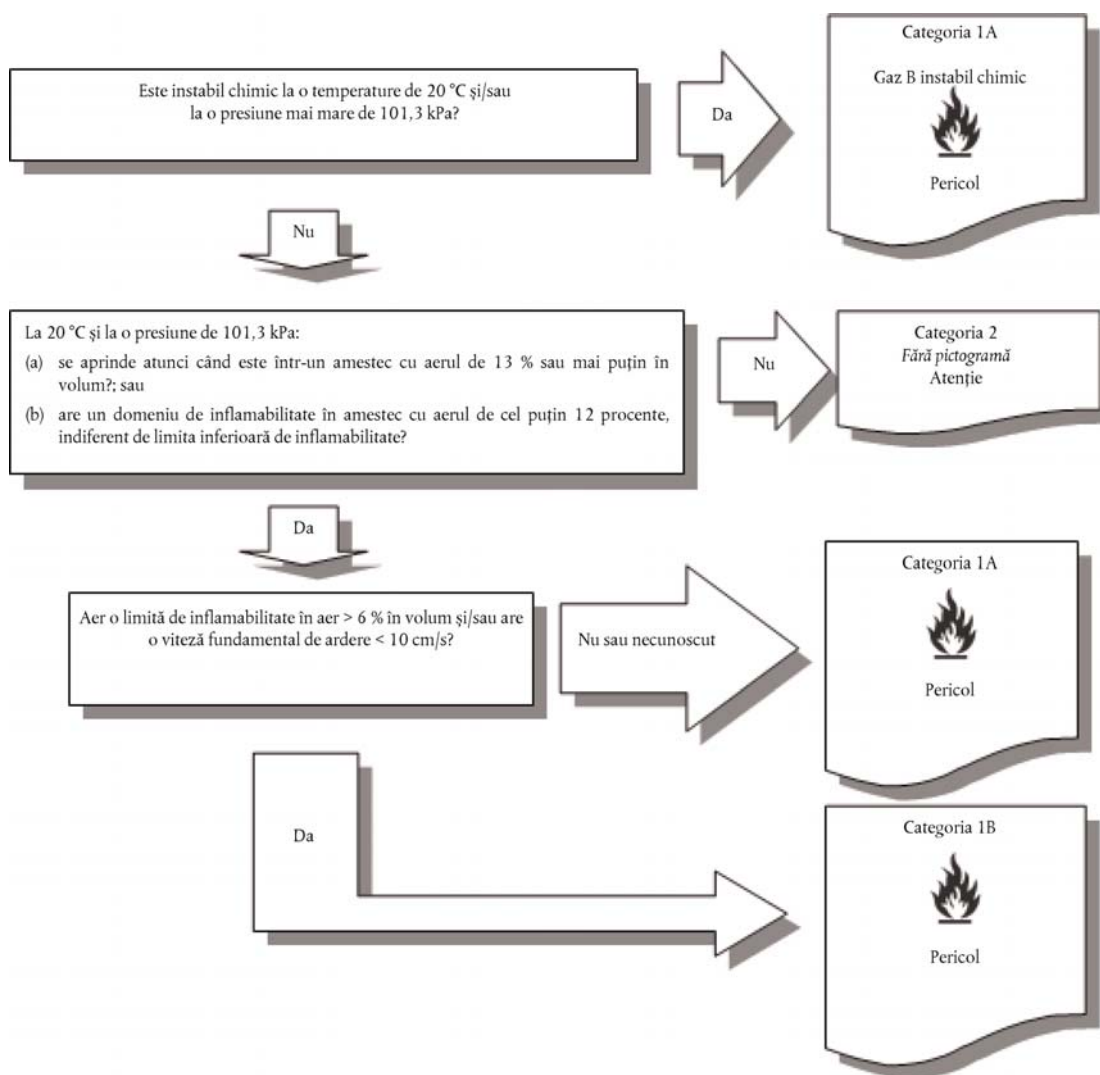 Este instabil chimic la o temperature de 20 °C și/sau
la o presiune mai mare de 101,3 kPa?
Da
Categoria 1A
Gaz B instabil chimic
Pericol
Nu
La 20 °C și la o presiune de 101,3 kPa:
(a) se aprinde atunci când este într-un amestec cu aerul de 13 % sau mai puțin în
volum?; sau
(b) are un domeniu de inflamabilitate în amestec cu aerul de cel puțin 12 procente,
indiferent de limita inferioară de inflamabilitate?
Nu
Categoria 2
Fără pictogramă
Atenție
Da
Aer o limită de inflamabilitate în aer > 6 % în volum și/sau are
o viteză fundamental de ardere < 10 cm/s?
Nu sau necunoscut
Categoria 1A
Pericol
Da
Categoria 1B
Pericol